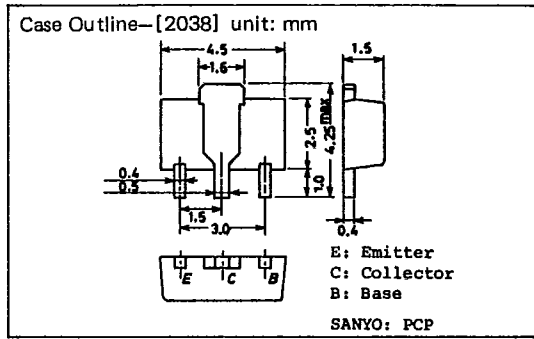 Case Outline—[2038] unit: mm
4.5
1.6
1.5
2.5
4.25max
0.4
0.5
1.0
1.5
3.0
0.4
E
C
B
E: Emitter
C: Collector
B: Base
SANYO: PCP